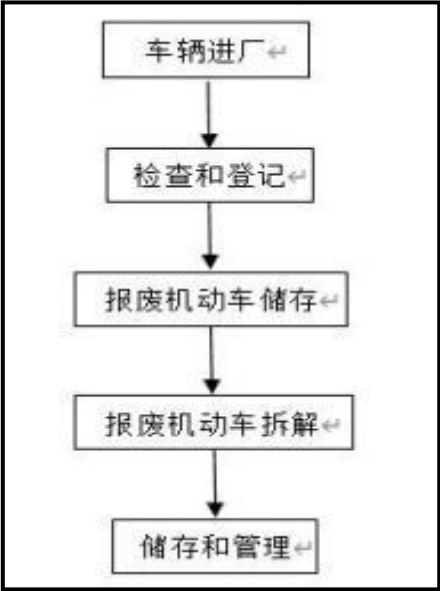 车辆进厂
检查和登记
报废机动车储存
报废机动车拆解
储存和管理